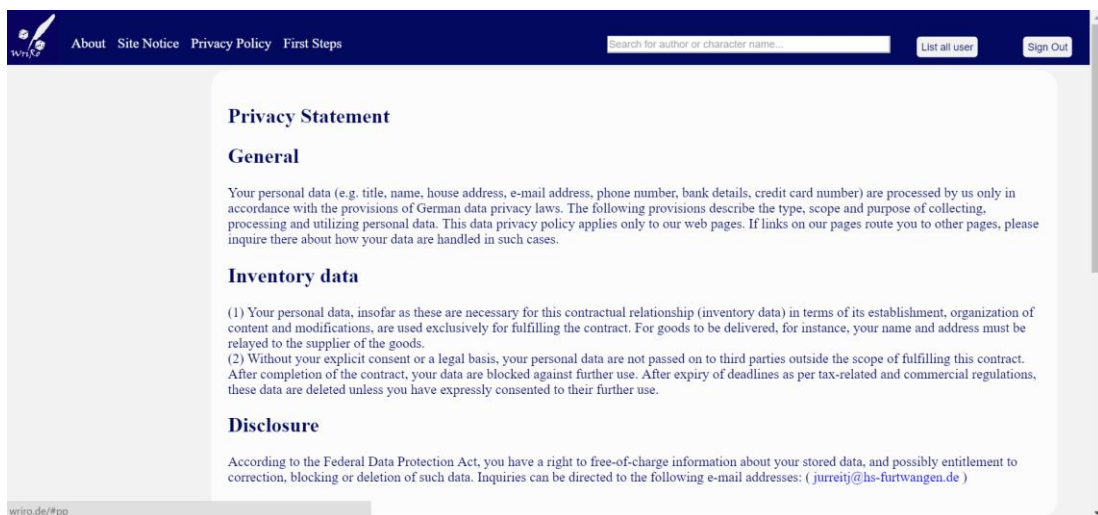 WriRo
About Site Notice Privacy Policy First Steps
Search for author or character name...
List all user
Sign Out
Privacy Statement
General
Your personal data (e.g. title, name, house address, e-mail address, phone number, bank details, credit card number) are processed by us only in
accordance with the provisions of German data privacy laws. The following provisions describe the type, scope and purpose of collecting,
processing and utilizing personal data. This data privacy policy applies only to our web pages. If links on our pages route you to other pages, please
inquire there about how your data are handled in such cases.
Inventory data
(1) Your personal data, insofar as these are necessary for this contractual relationship (inventory data) in terms of its establishment, organization of
content and modifications, are used exclusively for fulfilling the contract. For goods to be delivered, for instance, your name and address must be
relayed to the supplier of the goods.
(2) Without your explicit consent or a legal basis, your personal data are not passed on to third parties outside the scope of fulfilling this contract.
After completion of the contract, your data are blocked against further use. After expiry of deadlines as per tax-related and commercial regulations,
these data are deleted unless you have expressly consented to their further use.
Disclosure
According to the Federal Data Protection Act, you have a right to free-of-charge information about your stored data, and possibly entitlement to
correction, blocking or deletion of such data. Inquiries can be directed to the following e-mail addresses: ( jurreitj@hs-furtwangen.de )
wriro.de/#pp